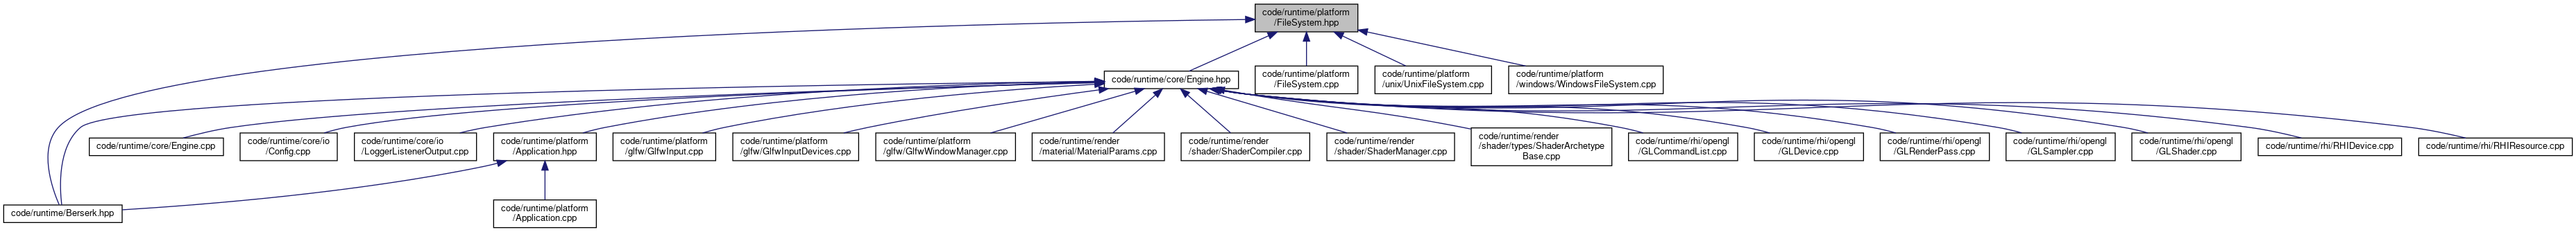 code/runtime/platform
/FileSystem.hpp
code/runtime/core/Engine.hpp
code/runtime/platform
/FileSystem.cpp
code/runtime/platform
/unix/UnixFileSystem.cpp
code/runtime/platform
/windows/WindowsFileSystem.cpp
code/runtime/core/Engine.cpp
code/runtime/core/io
/Config.cpp
code/runtime/core/io
/LoggerListenerOutput.cpp
code/runtime/platform
/Application.hpp
code/runtime/platform
/glfw/GlfwInput.cpp
code/runtime/platform
/glfw/GlfwInputDevices.cpp
code/runtime/platform
/glfw/GlfwWindowManager.cpp
code/runtime/render
/material/MaterialParams.cpp
code/runtime/render
/shader/ShaderCompiler.cpp
code/runtime/render
/shader/ShaderManager.cpp
code/runtime/render
/shader/types/ShaderArchetype
Base.cpp
code/runtime/rhi/opengl
/GLCommandList.cpp
code/runtime/rhi/opengl
/GLDevice.cpp
code/runtime/rhi/opengl
/GLRenderPass.cpp
code/runtime/rhi/opengl
/GLSampler.cpp
code/runtime/rhi/opengl
/GLShader.cpp
code/runtime/rhi/RHIDevice.cpp
code/runtime/rhi/RHIResource.cpp
code/runtime/Berserk.hpp
code/runtime/platform
/Application.cpp